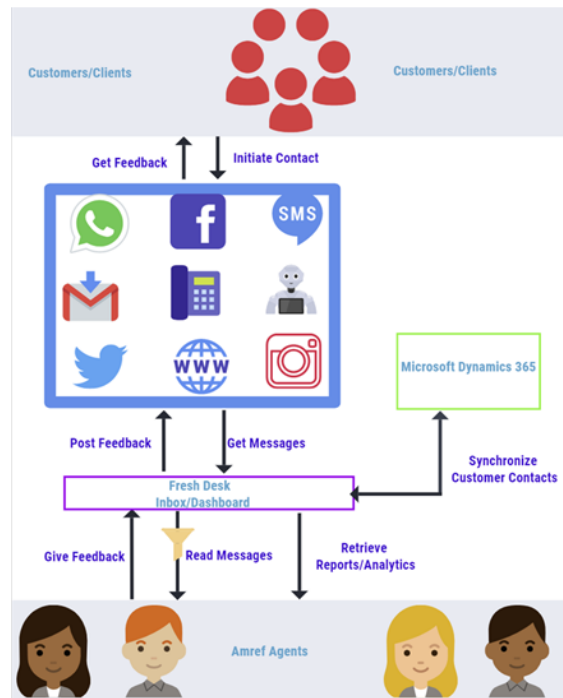 Customers/Clients
Customers/Clients
Get Feedback
Initiate Contact
f
SMS
WWW
Microsoft Dynamics 365
Post Feedback
Get Messages
Synchronize
Customer Contacts
Fresh Desk
Inbox/Dashboard
Give Feedback
Read Messages
Retrieve
Reports/Analytics
Amref Agents